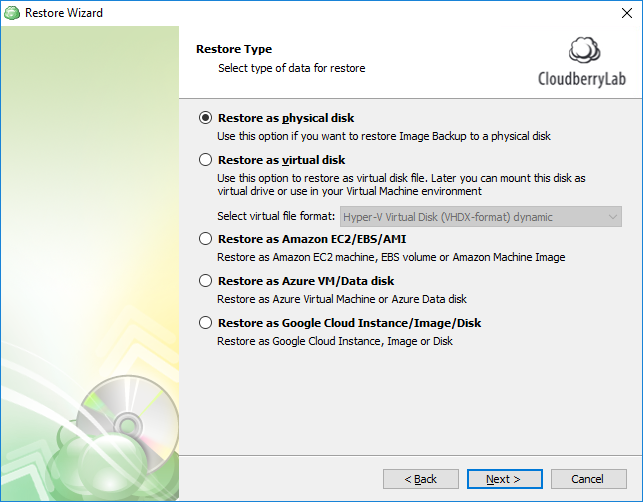 Restore Wizard
Restore Type
Select type of data for restore
CloudberryLab
Restore as physical disk
Use this option if you want to restore Image Backup to a physical disk
Restore as virtual disk
Use this option to restore as virtual disk file. Later you can mount this disk as
virtual drive or use in your Virtual Machine environment
Select virtual file format: Hyper-V Virtual Disk (VHDX-format) dynamic
Restore as Amazon EC2/EBS/AMI
Restore as Amazon EC2 machine, EBS volume or Amazon Machine Image
Restore as Azure VM/Data disk
Restore as Azure Virtual Machine or Azure Data disk
Restore as Google Cloud Instance/Image/Disk
Restore as Google Cloud Instance, Image or Disk
< Back Next > Cancel